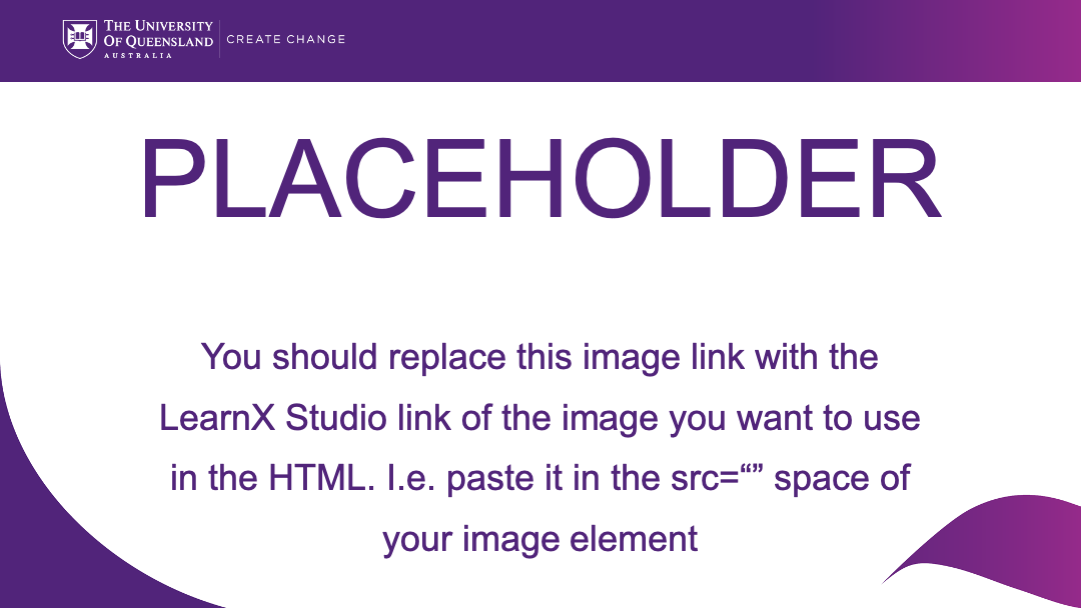 THE UNIVERSITY
OF QUEENSLAND
AUSTRALIA
CREATE CHANGE
PLACEHOLDER
You should replace this image link with the
LearnX Studio link of the image you want to use
in the HTML. I.e. paste it in the src=“” space of
your image element